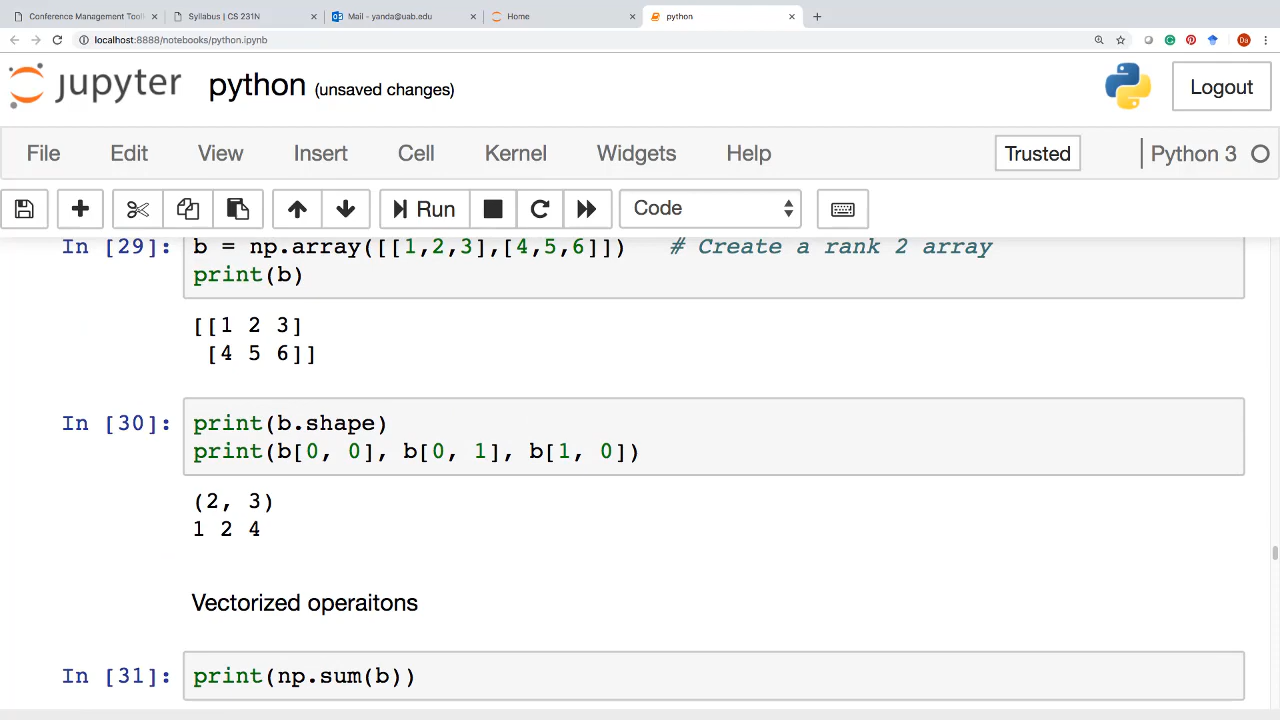 Conference Management Tool
Syllabus | CS 231N
Mail - yanda@uab.edu
Home
python
localhost:8888/notebooks/python.ipynb
Da
jupyter
python (unsaved changes)
Logout
File Edit View Insert Cell Kernel Widgets Help
Trusted
Python 3
Run
Code
In [29]: b = np.array([[1,2,3],[4,5,6]]) # Create a rank 2 array
print(b)
[[1 2 3]
[4 5 6]]
In [30]: print(b.shape)
print(b[0, 0], b[0, 1], b[1, 0])
(2, 3)
1 2 4
Vectorized operaitons
In [31]: print(np.sum(b))